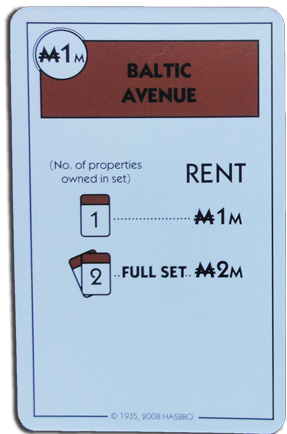 ₩1M
BALTIC
AVENUE
(No. of properties
owned in set)
RENT
1 ₩1M
2 FULL SET ₩2M
© 1935, 2008 HASBRO